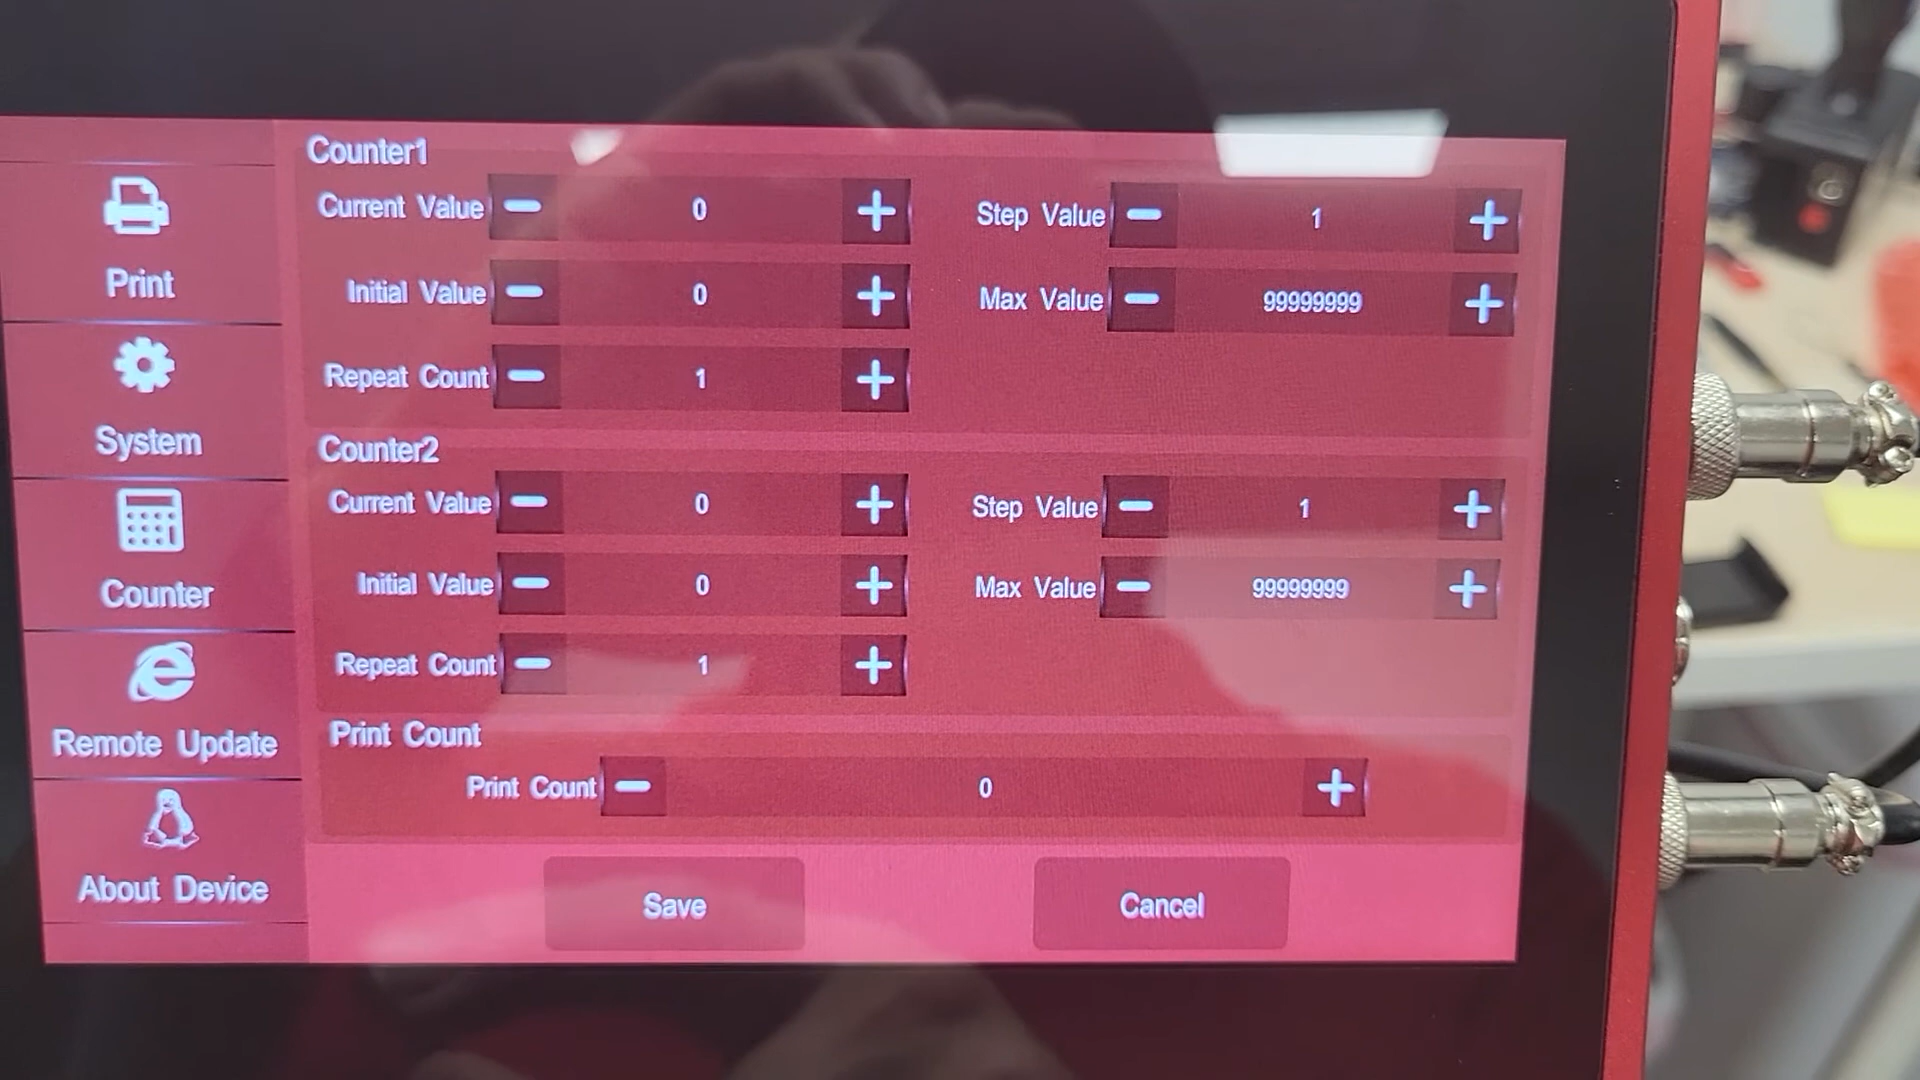 Print
System
Counter
Remote Update
About Device
Counter1
Current Value 0 Step Value 1
Initial Value 0 Max Value 99999999
Repeat Count 1
Counter2
Current Value 0 Step Value 1
Initial Value 0 Max Value 99999999
Repeat Count 1
Print Count
Print Count 0
Save Cancel